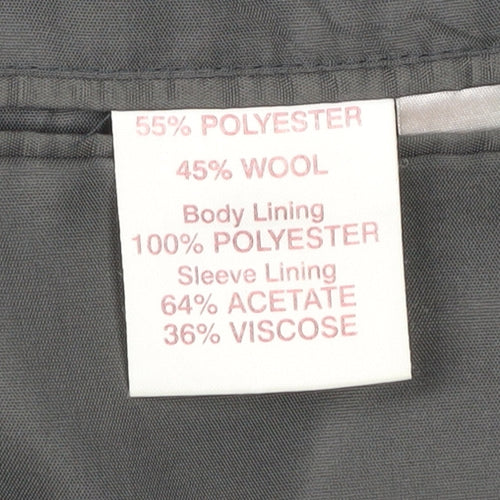 55% POLYESTER
45% WOOL
Body Lining
100% POLYESTER
Sleeve Lining
64% ACETATE
36% VISCOSE